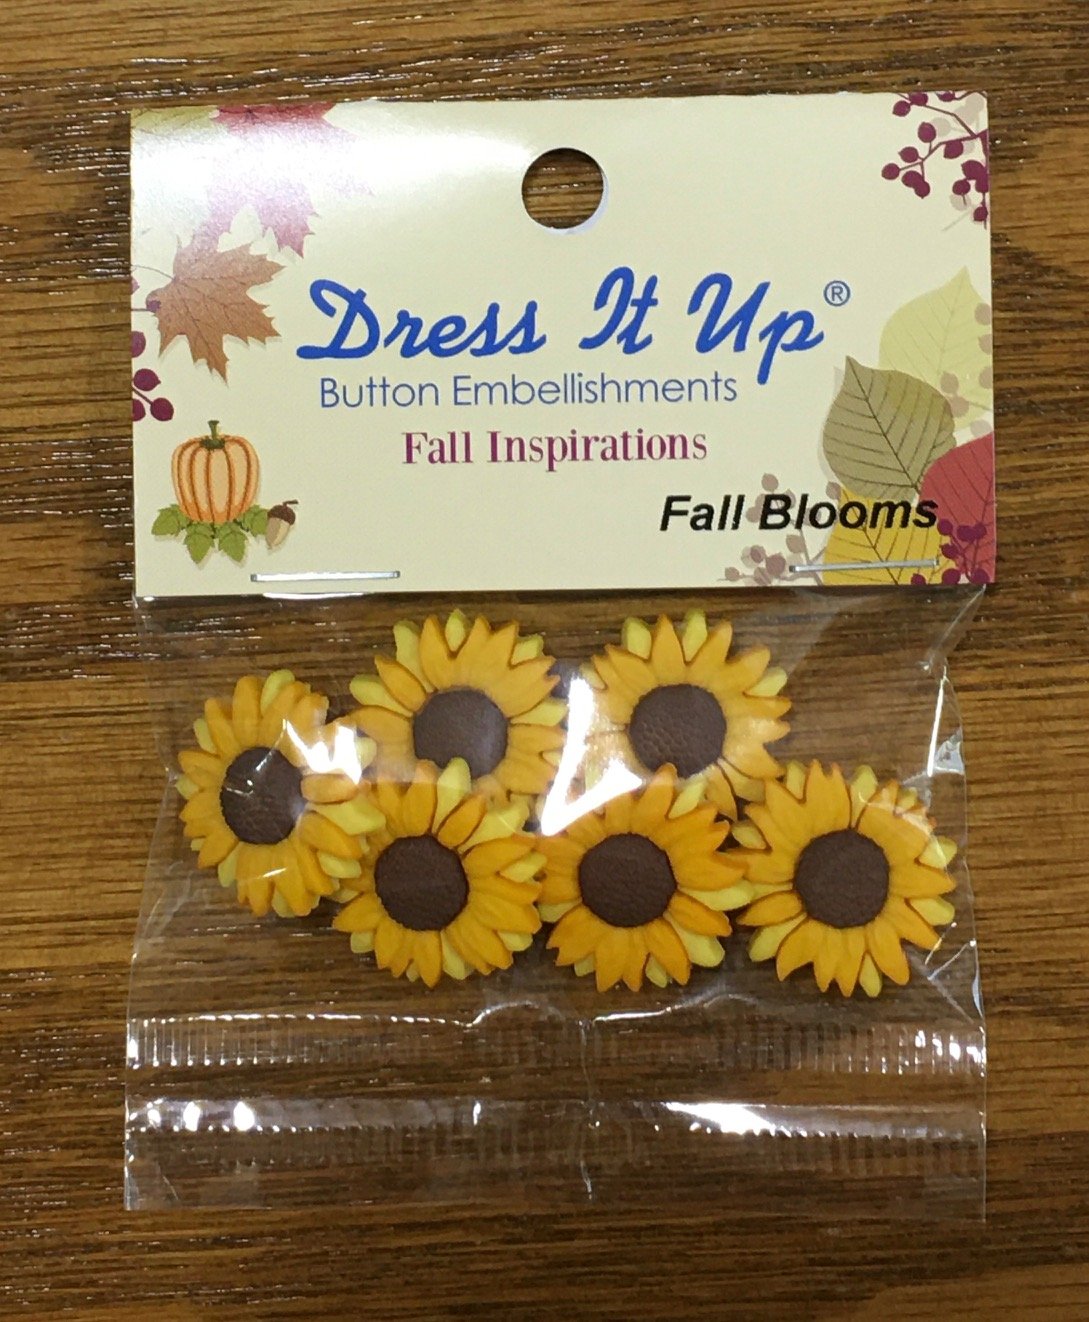 Dress It Up®
Button Embellishments
Fall Inspirations
Fall Blooms